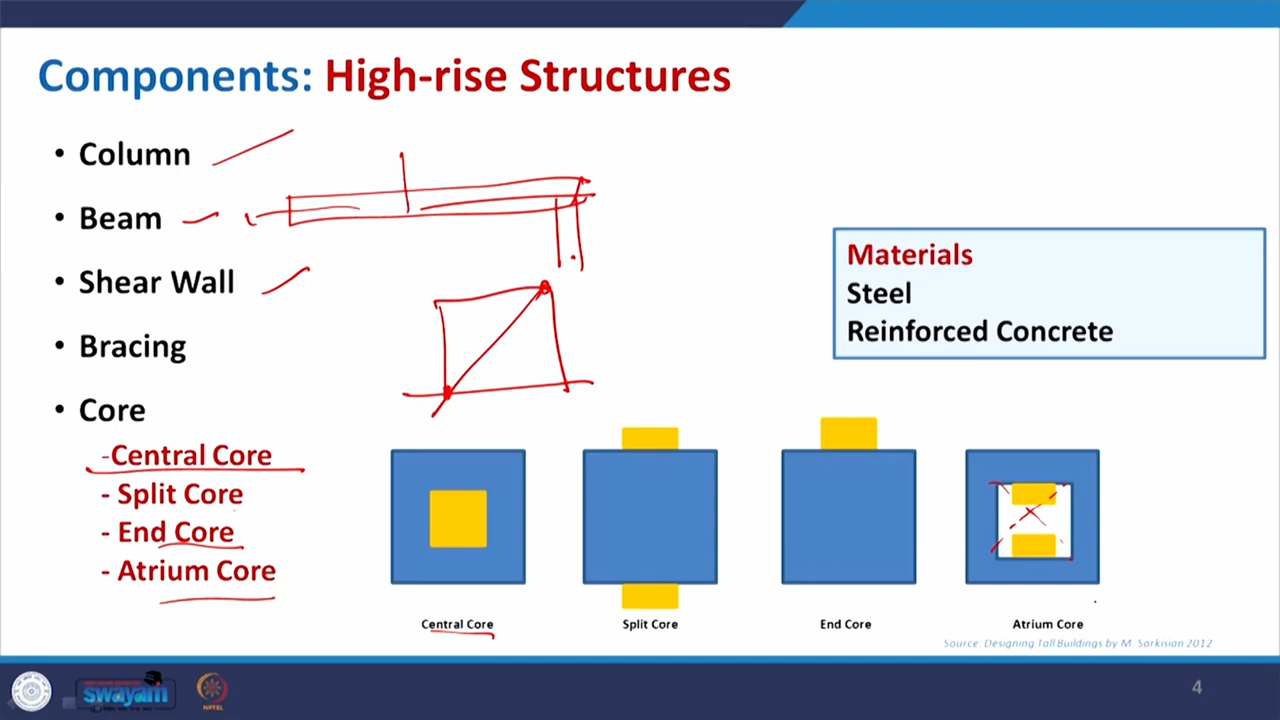 Components: High-rise Structures
• Column
• Beam
• Shear Wall
• Bracing
• Core
-Central Core
- Split Core
- End Core
- Atrium Core
Materials
Steel
Reinforced Concrete
Central Core
Split Core
End Core
Atrium Core
Source: Designing Tall Buildings by M. Sarkisian 2012
swayam
NPTEL
4